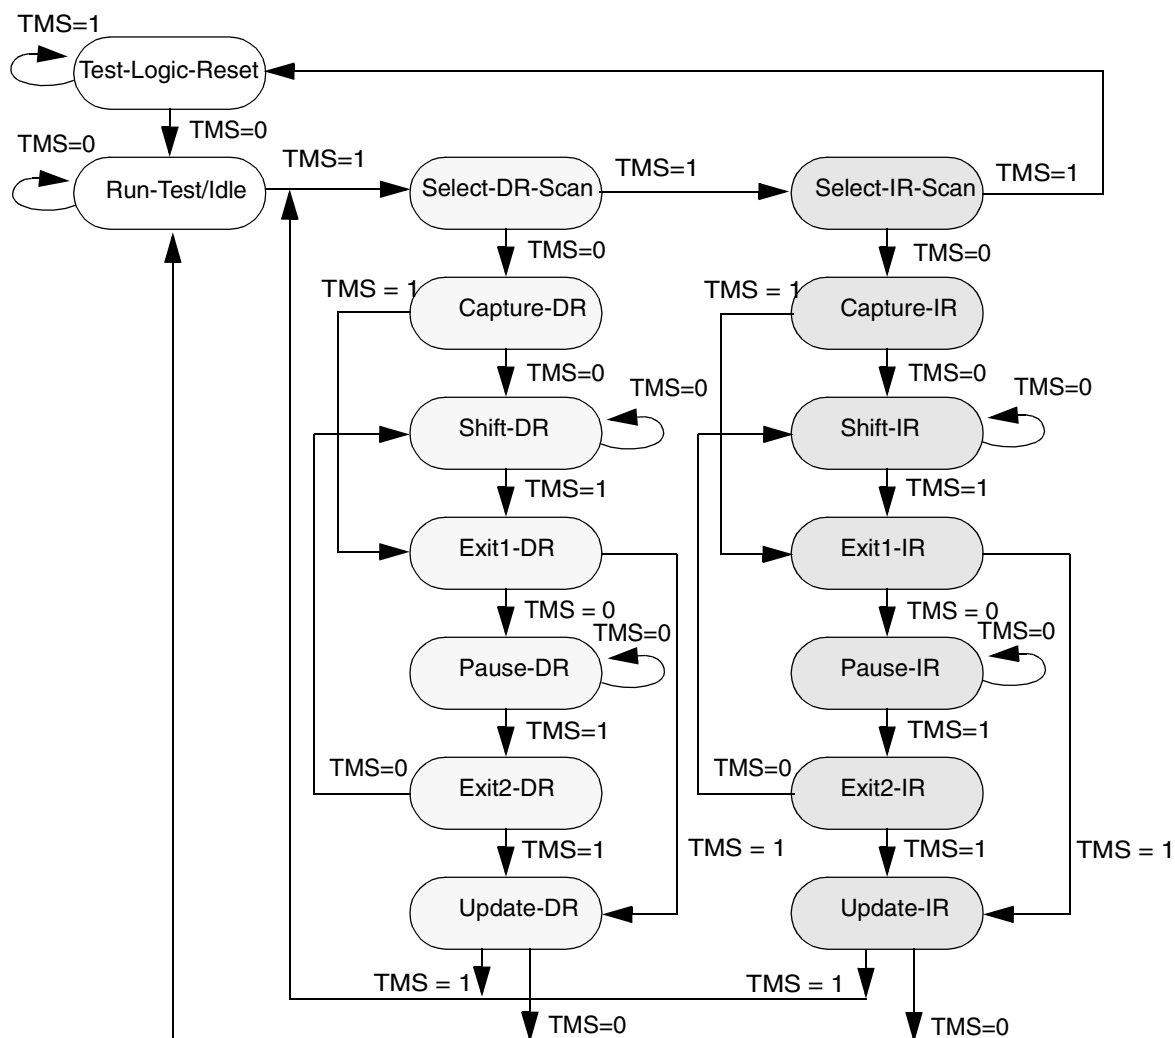 TMS=1
Test-Logic-Reset
TMS=0
TMS=0
Run-Test/Idle
TMS=1
Select-DR-Scan
TMS=1
Select-IR-Scan
TMS=1
TMS=0
TMS=0
TMS = 1
Capture-DR
TMS = 1
Capture-IR
TMS=0
TMS=0
TMS=0
TMS=0
Shift-DR
Shift-IR
TMS=1
TMS=1
Exit1-DR
Exit1-IR
TMS = 0
TMS = 0
TMS=0
TMS=0
Pause-DR
Pause-IR
TMS=1
TMS=1
TMS=0
Exit2-DR
TMS=0
Exit2-IR
TMS=1
TMS = 1
TMS=1
TMS = 1
Update-DR
Update-IR
TMS = 1
TMS = 1
TMS=0
TMS=0